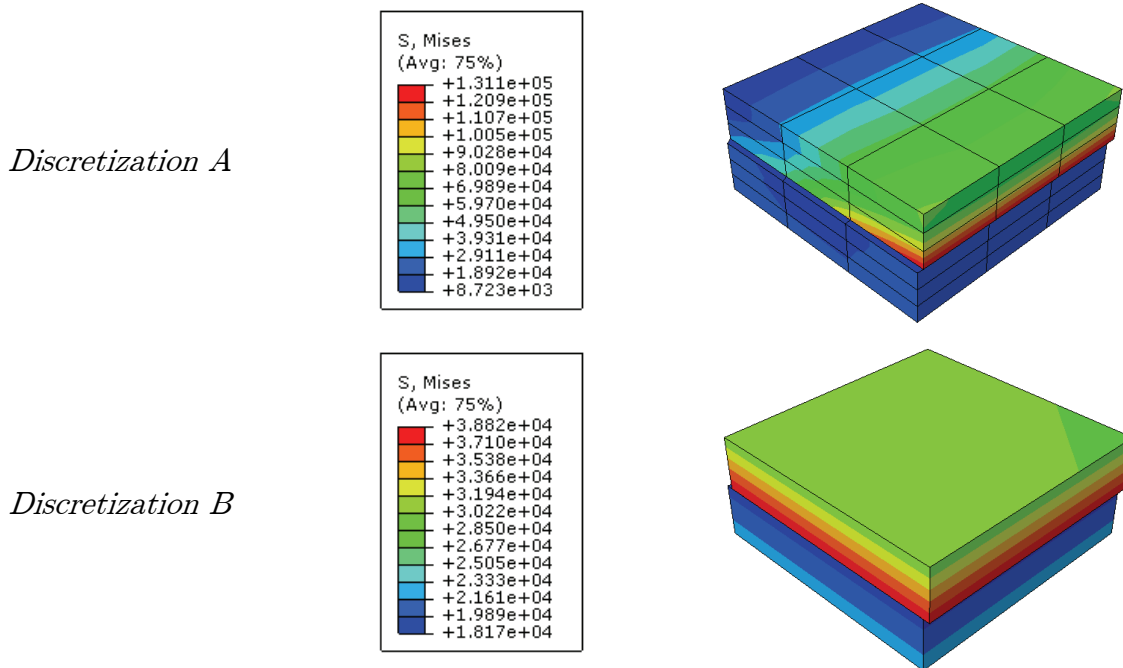 Discretization A
S, Mises
(Avg: 75%)
+1.311e+05
+1.209e+05
+1.107e+05
+1.005e+05
+9.028e+04
+8.009e+04
+6.989e+04
+5.970e+04
+4.950e+04
+3.931e+04
+2.911e+04
+1.892e+04
+8.723e+03
Discretization B
S, Mises
(Avg: 75%)
+3.882e+04
+3.710e+04
+3.538e+04
+3.366e+04
+3.194e+04
+3.022e+04
+2.850e+04
+2.677e+04
+2.505e+04
+2.333e+04
+2.161e+04
+1.989e+04
+1.817e+04